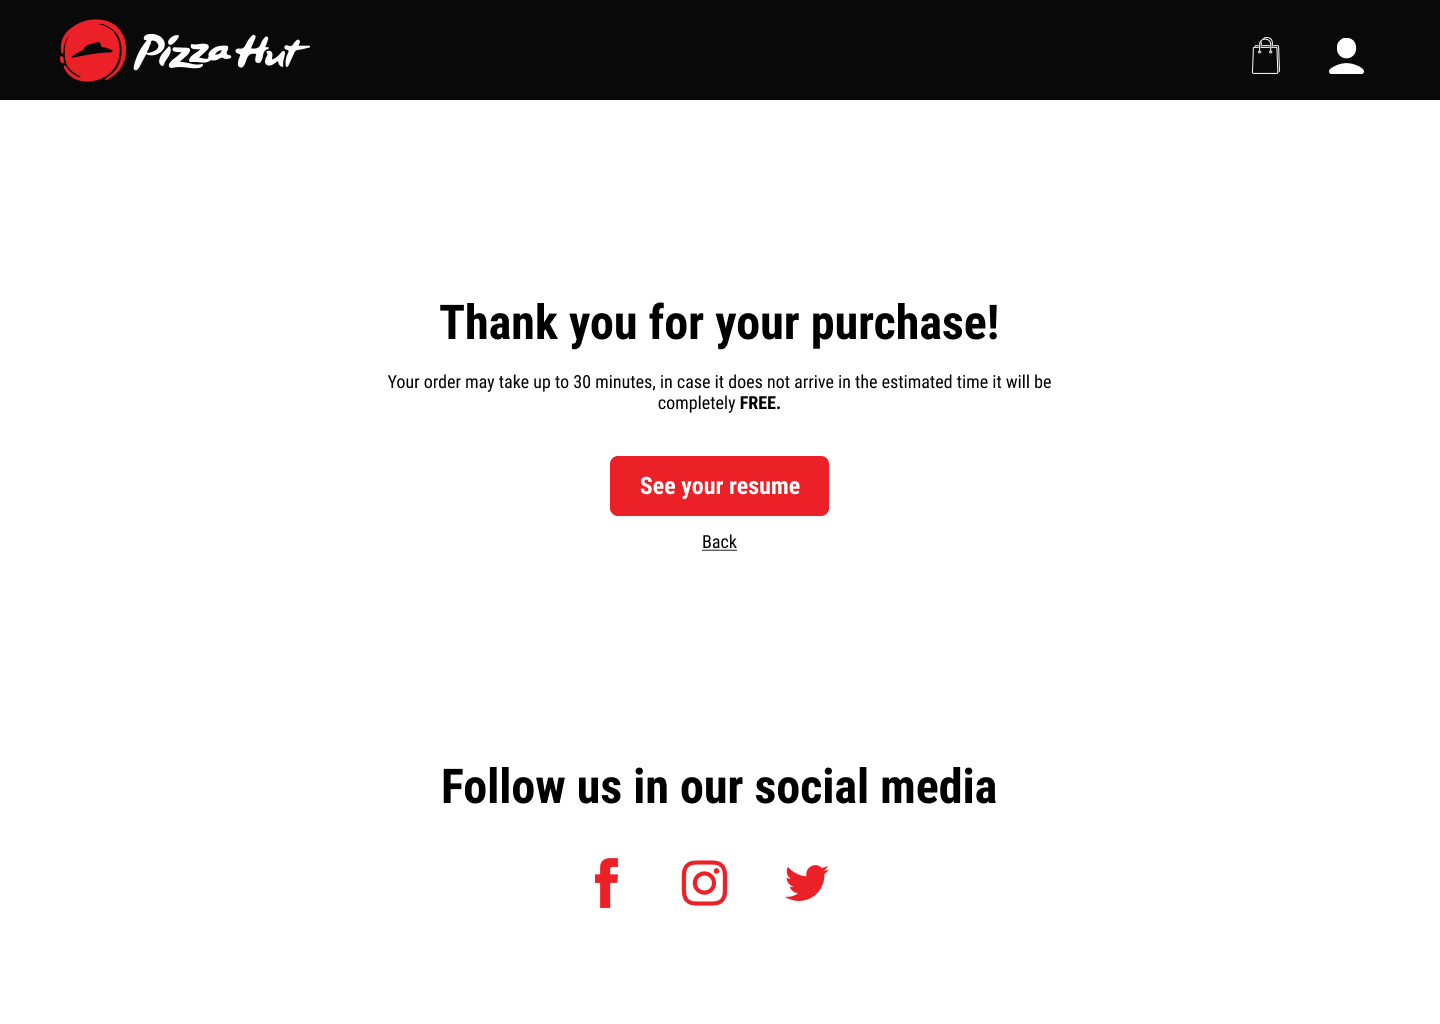 Pizza Hut
Thank you for your purchase!
Your order may take up to 30 minutes, in case it does not arrive in the estimated time it will be
completely FREE.
See your resume
Back
Follow us in our social media